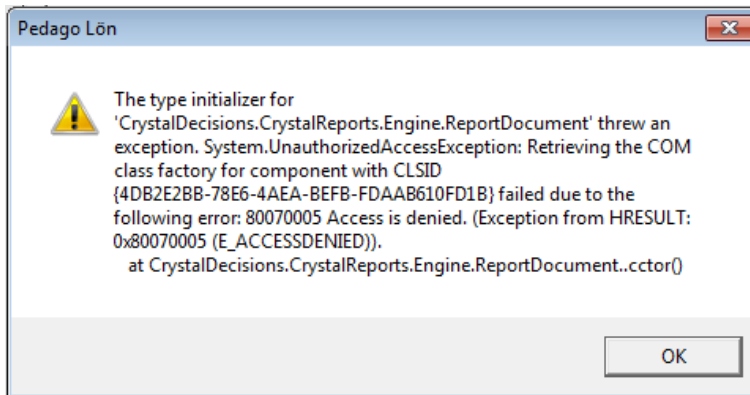 Pedago Lön
The type initializer for
'CrystalDecisions.CrystalReports.Engine.ReportDocument' threw an
exception. System.UnauthorizedAccessException: Retrieving the COM
class factory for component with CLSID
{4DB2E2BB-78E6-4AEA-BEFB-FDAAB610FD1B} failed due to the
following error: 80070005 Access is denied. (Exception from HRESULT:
0x80070005 (E_ACCESSDENIED)).
at CrystalDecisions.CrystalReports.Engine.ReportDocument..cctor()
OK